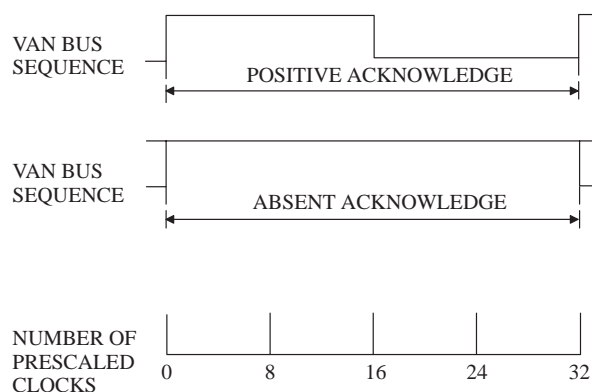 VAN BUS
SEQUENCE
POSITIVE ACKNOWLEDGE
VAN BUS
SEQUENCE
ABSENT ACKNOWLEDGE
NUMBER OF
PRESCALED
CLOCKS
0 8 16 24 32